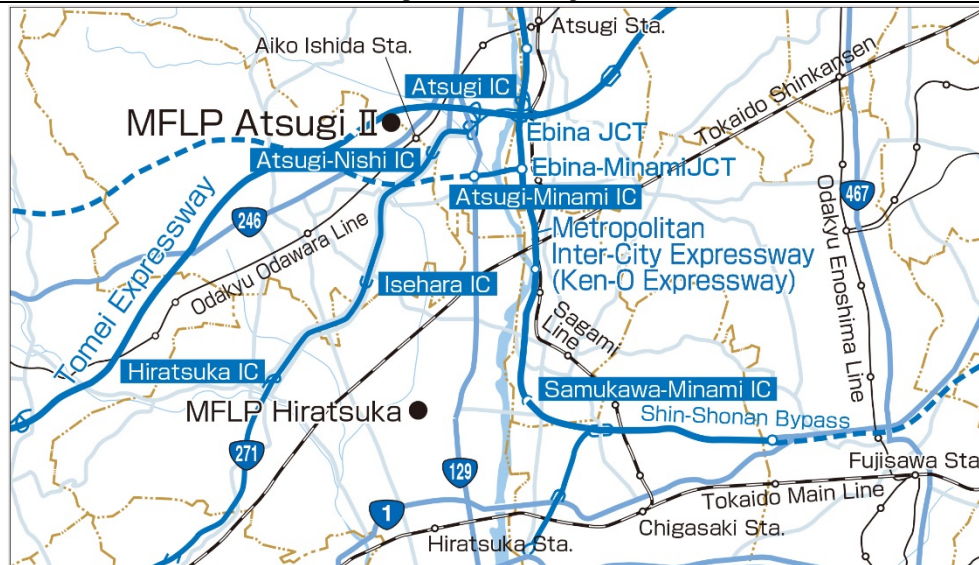 Atsugi Sta.
Aiko Ishida Sta.
Atsugi IC
Tokaido Shinkansen
MFLP Atsugi II
Ebina JCT
Atsugi-Nishi IC
Ebina-MinamiJCT
Atsugi-Minami IC
467
246
Metropolitan
Inter-City Expressway
(Ken-O Expressway)
Odakyu Odawara Line
Tomei Expressway
Isehara IC
Odakyu Enoshima Line
Sagami
Line
Hiratsuka IC
Samukawa-Minami IC
MFLP Hiratsuka
Shin-Shonan Bypass
271
129
Fujisawa Sta
Tokaido Main Line
1
Chigasaki Sta.
Hiratsuka Sta.